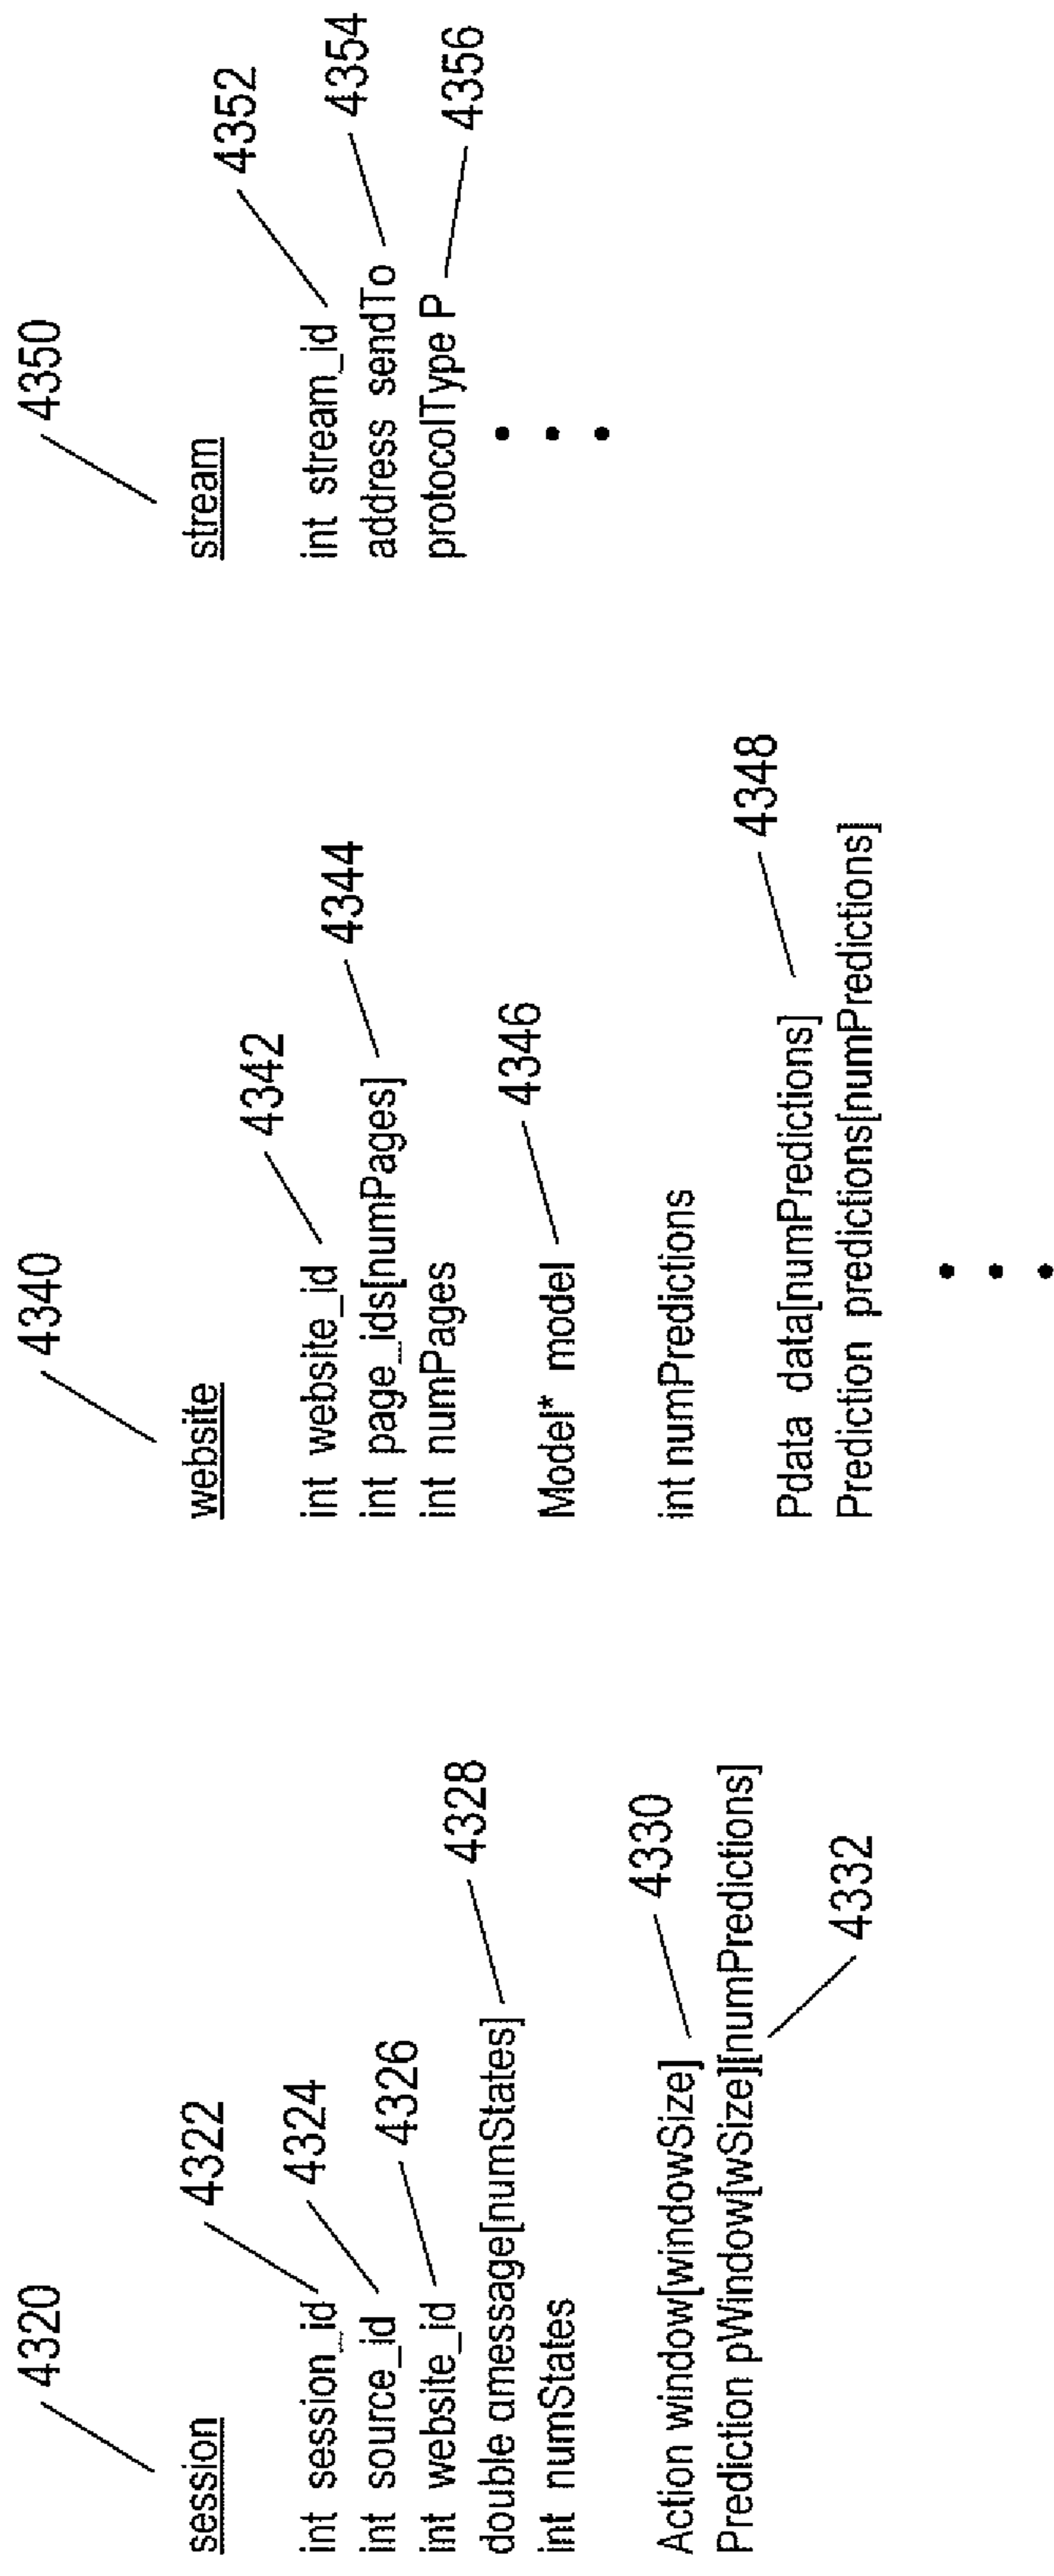 4320
session
int session_id
4322
int source_id
4324
int website_id
4326
double amessage[numStates]
4328
int numStates
Action window[windowSize]
4330
Prediction pWindow[wSize][numPredictions]
4332
4340
website
int website_id
4342
int page_ids[numPages]
4344
int numPages
Model* model
4346
int numPredictions
Pdata data[numPredictions]
4348
Prediction predictions[numPredictions]
4350
stream
int stream_id
4352
address sendTo
4354
protocolType P
4356